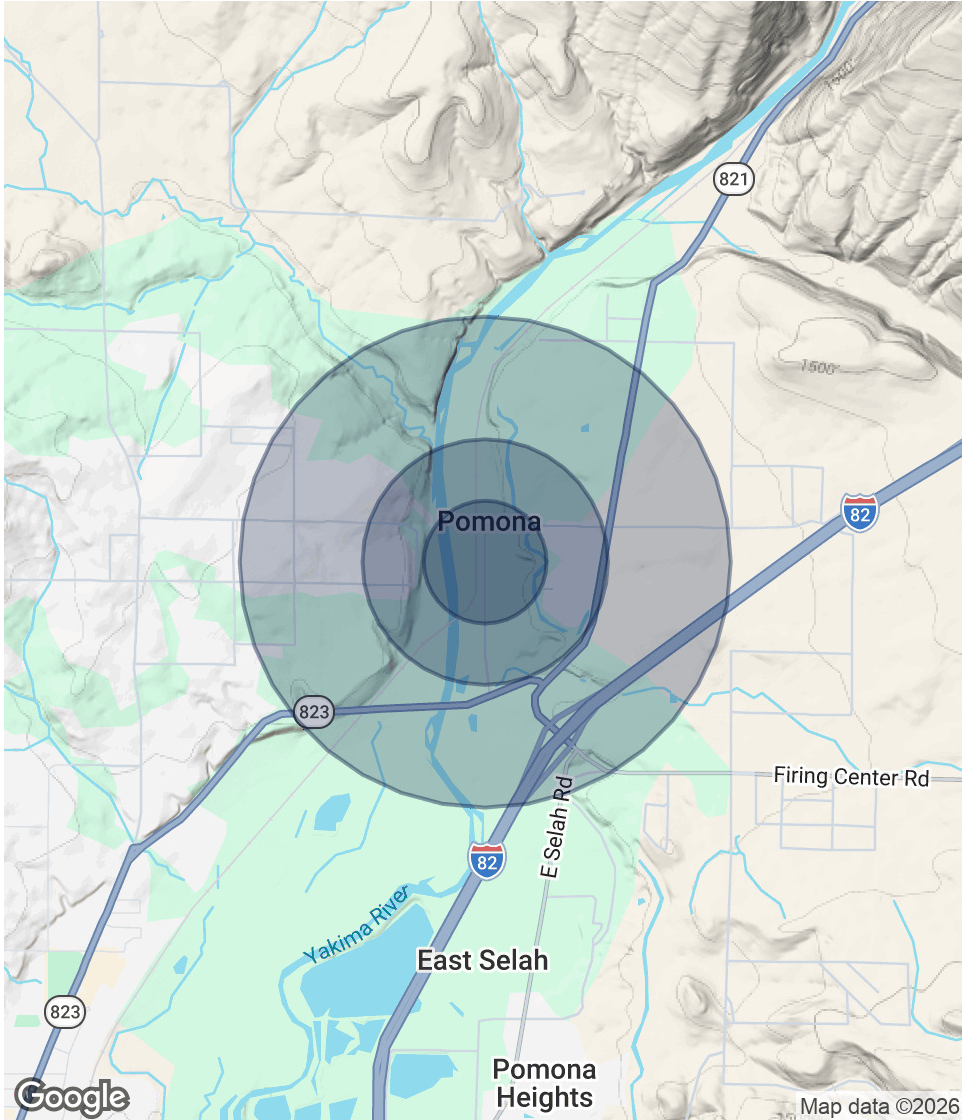 1500
821
1500
82
Pomona
823
Firing Center Rd
E Selah Rd
82
Yakima River
East Selah
823
Pomona
Heights
Google
Map data ©2026